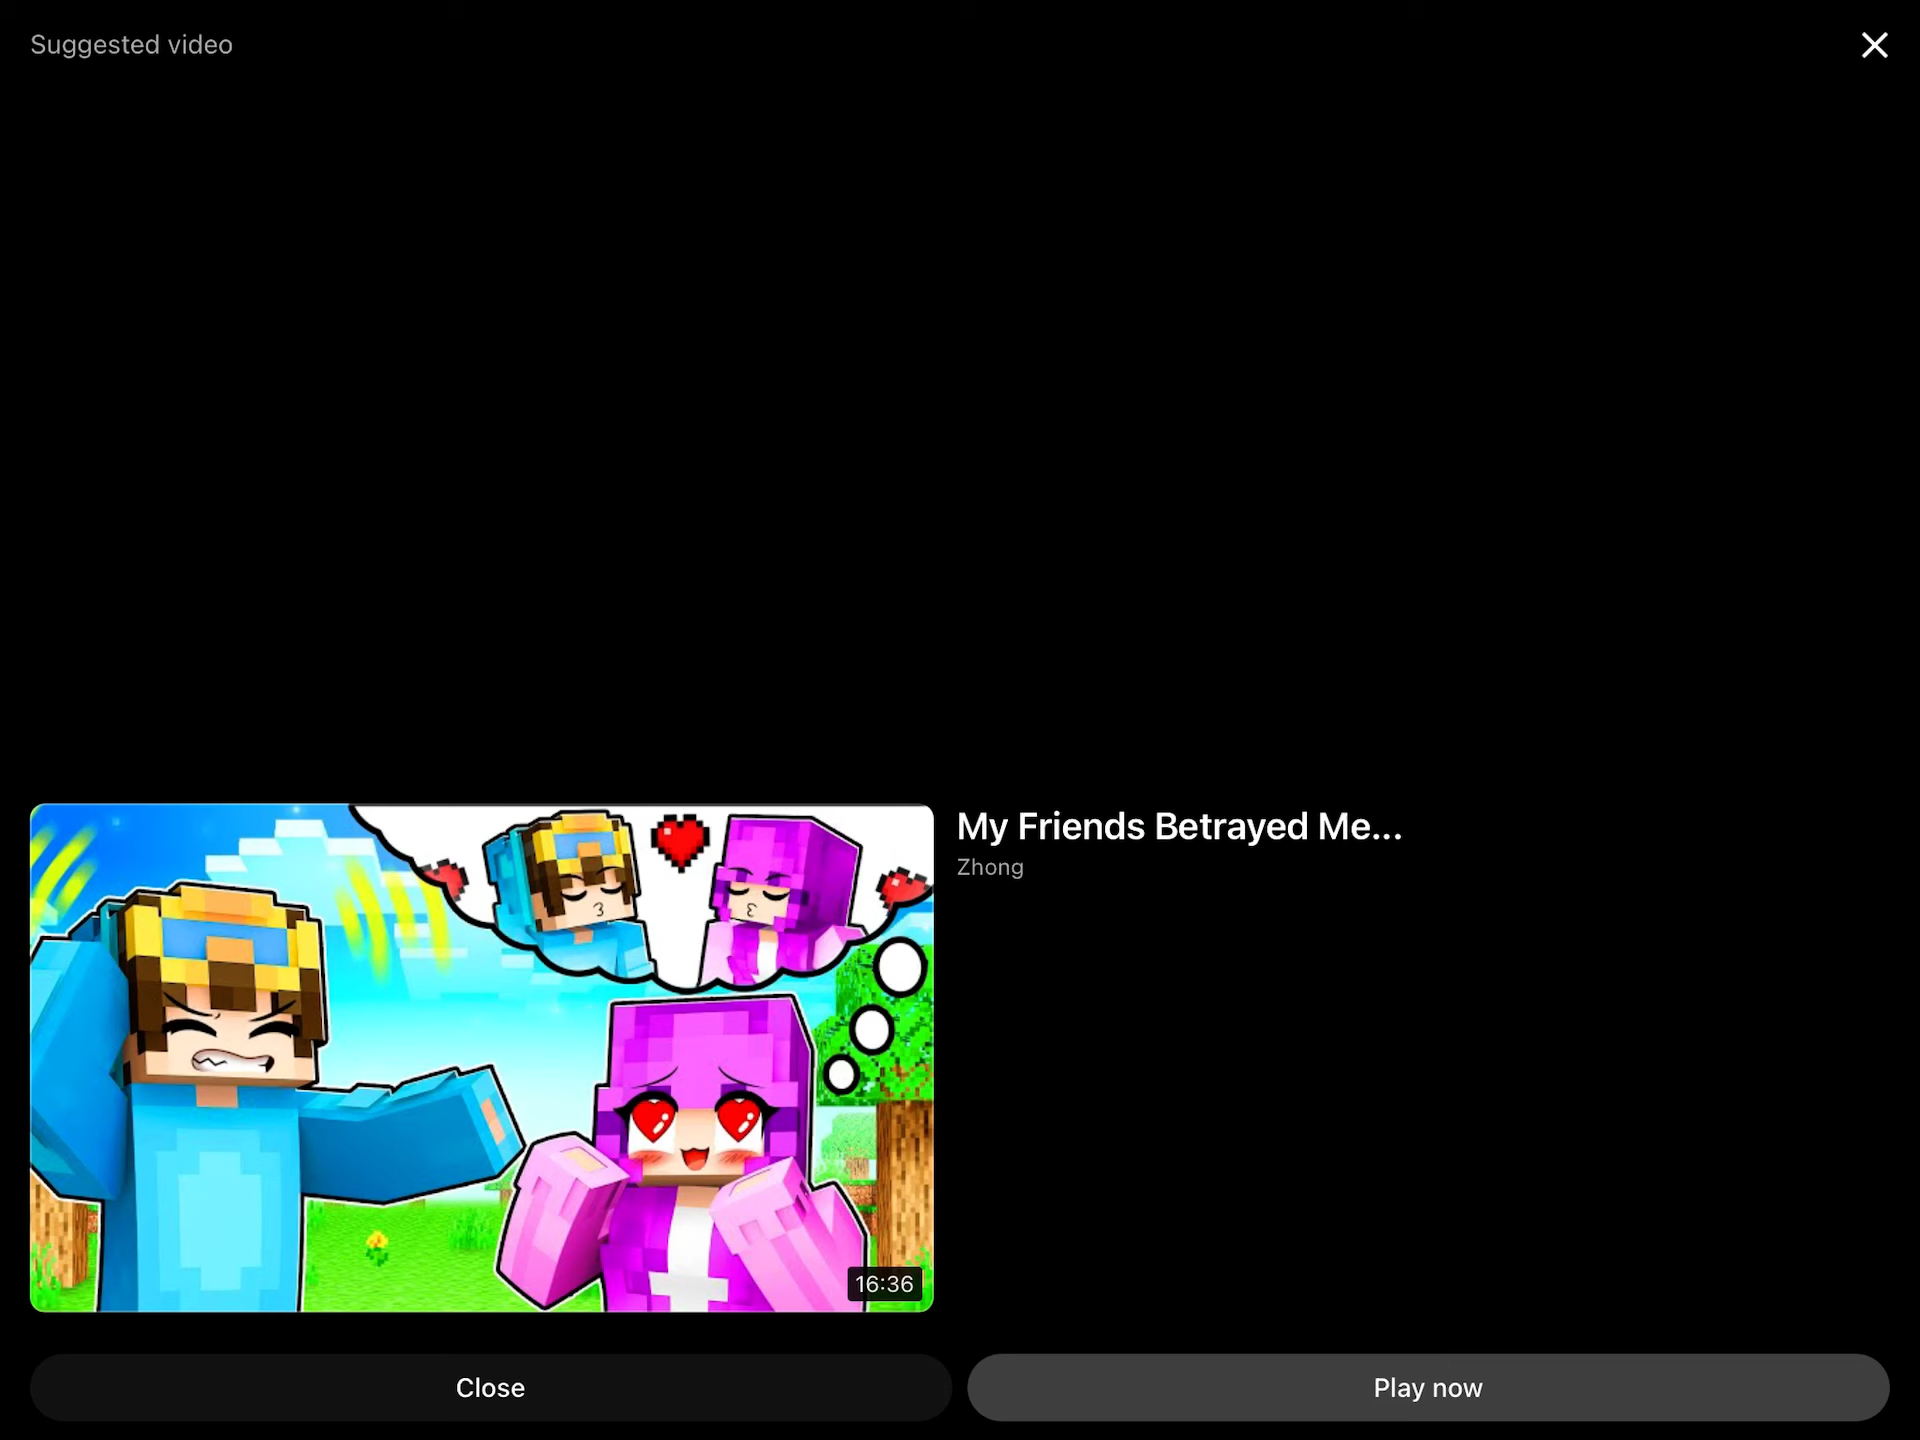 Suggested video
My Friends Betrayed Me...
Zhong
16:36
Close
Play now